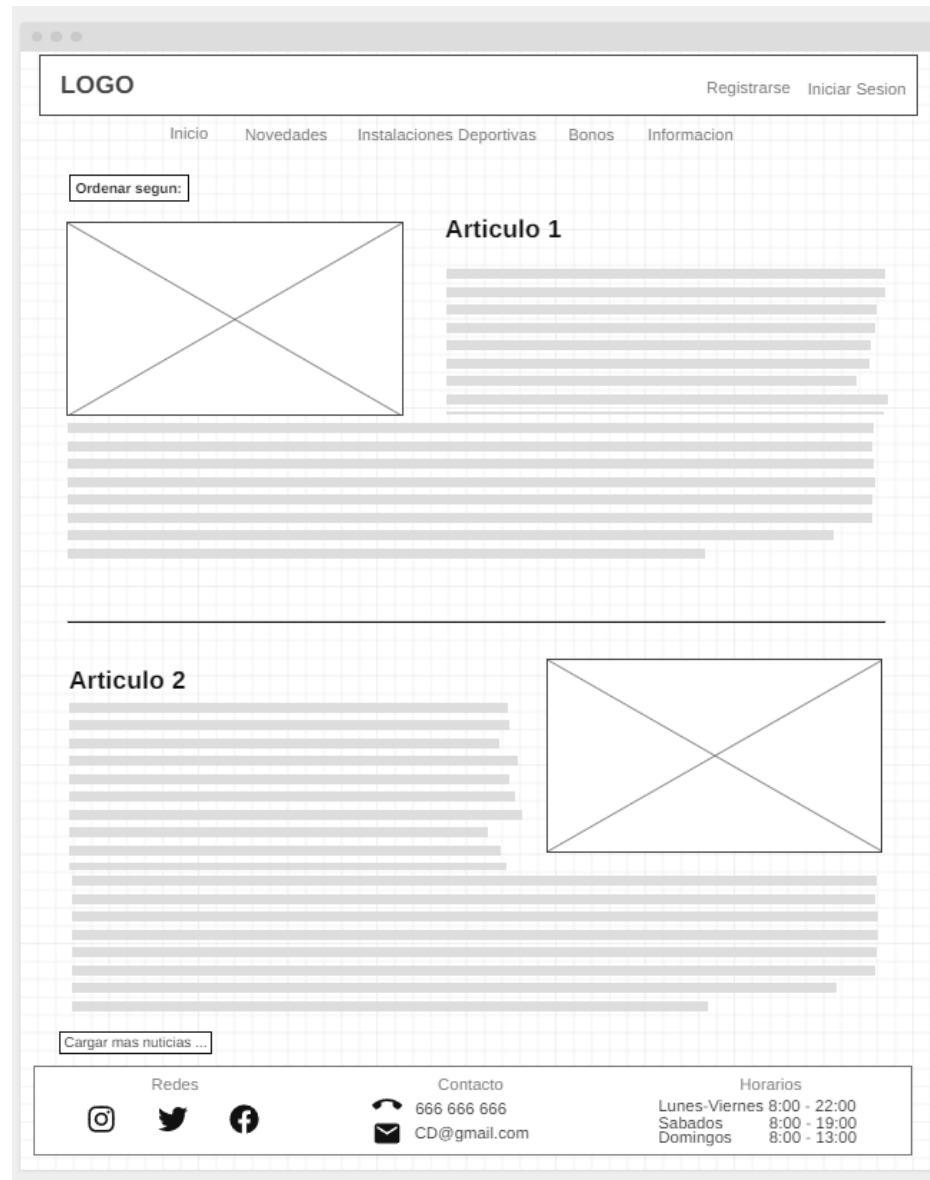 LOGO
Registrarse Iniciar Sesion
Inicio Novedades Instalaciones Deportivas Bonos Informacion
Ordenar segun:
Articulo 1
Articulo 2
Cargar mas nuticias ...
Redes
Contacto
666 666 666
CD@gmail.com
Horarios
Lunes-Viernes 8:00 - 22:00
Sabados 8:00 - 19:00
Domingos 8:00 - 13:00